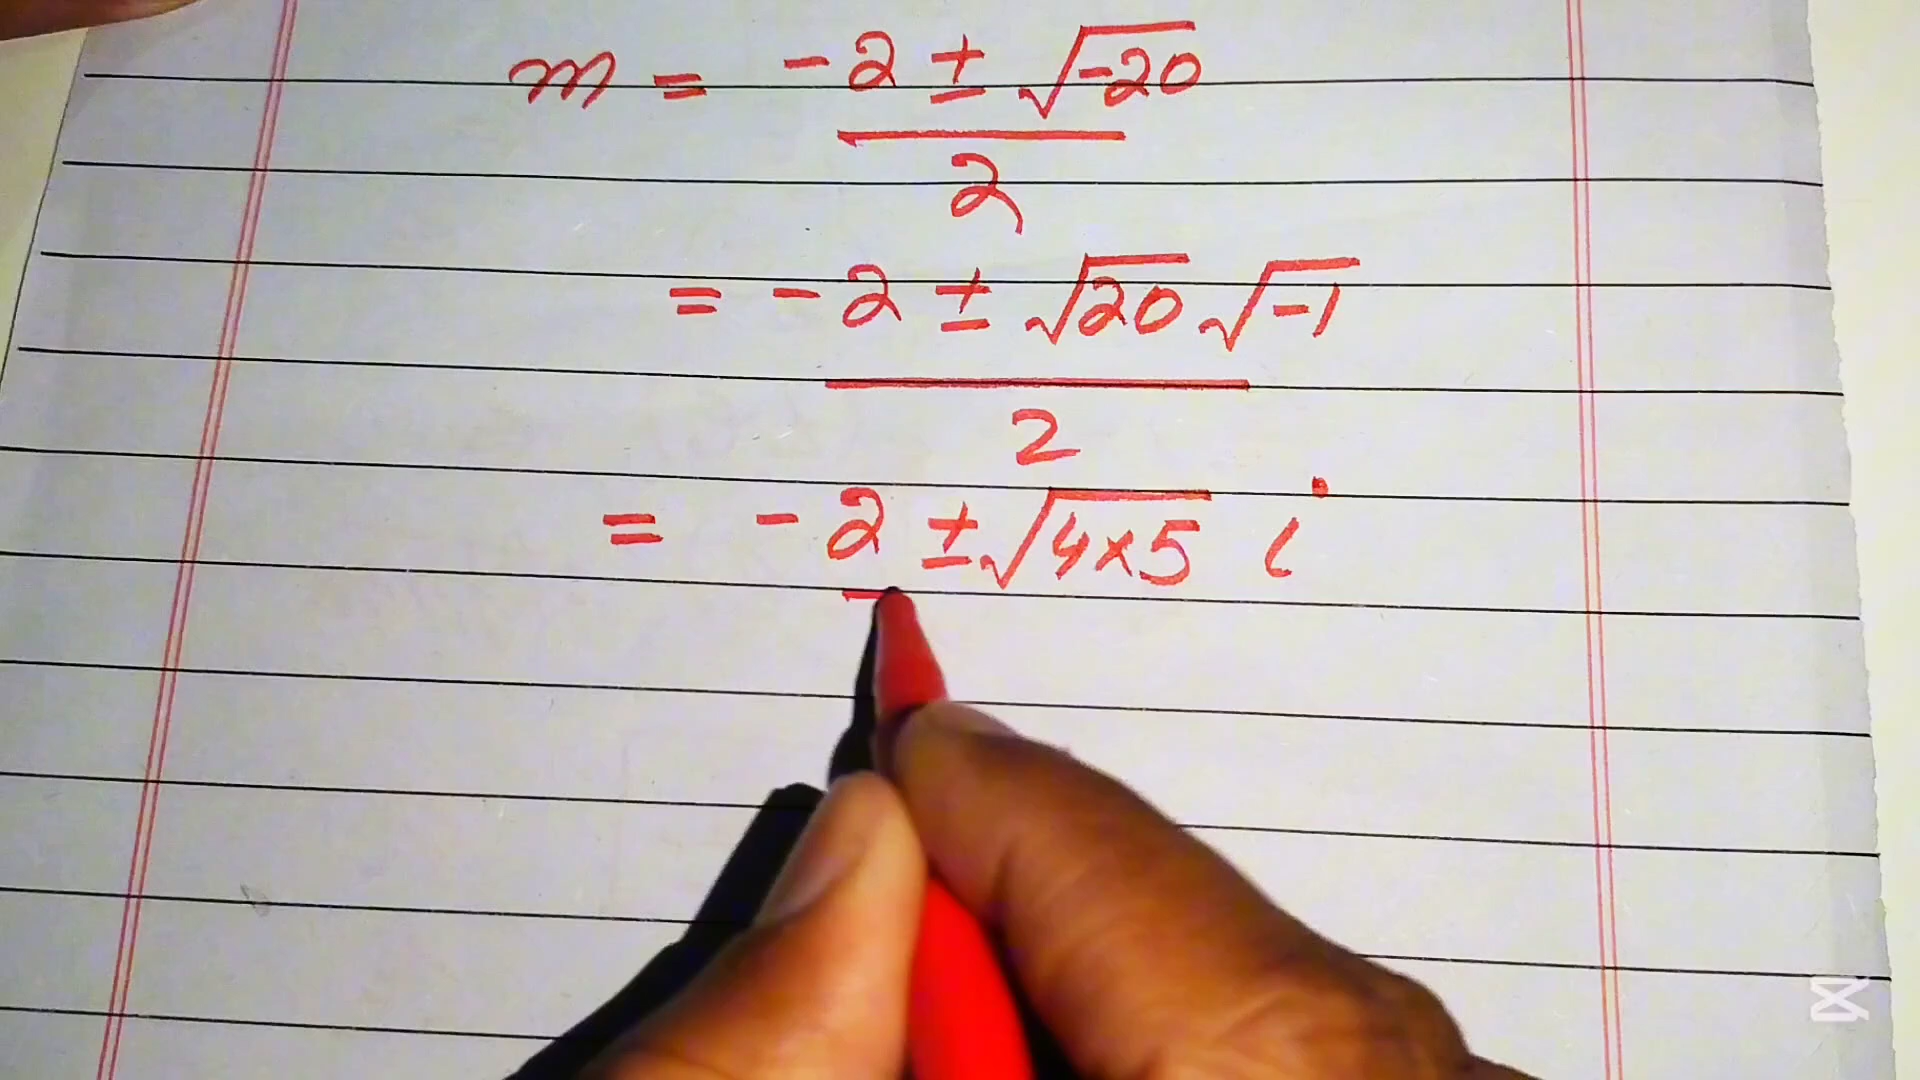 m = -2 ± √-20
2
= -2 ± √20 √-1
2
= -2 ± √4×5 i